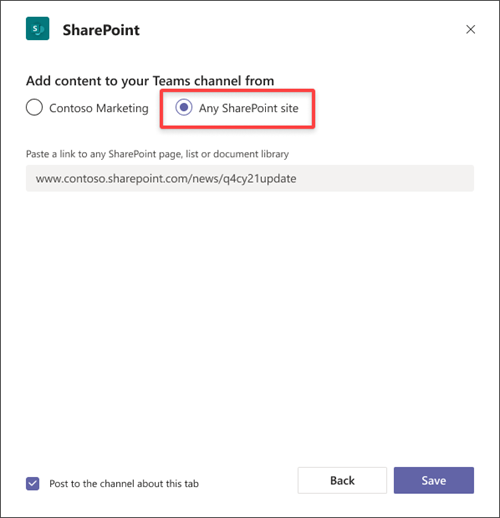 SharePoint
Add content to your Teams channel from
Contoso Marketing Any SharePoint site
Paste a link to any SharePoint page, list or document library
www.contoso.sharepoint.com/news/q4cy21update
Post to the channel about this tab Back Save